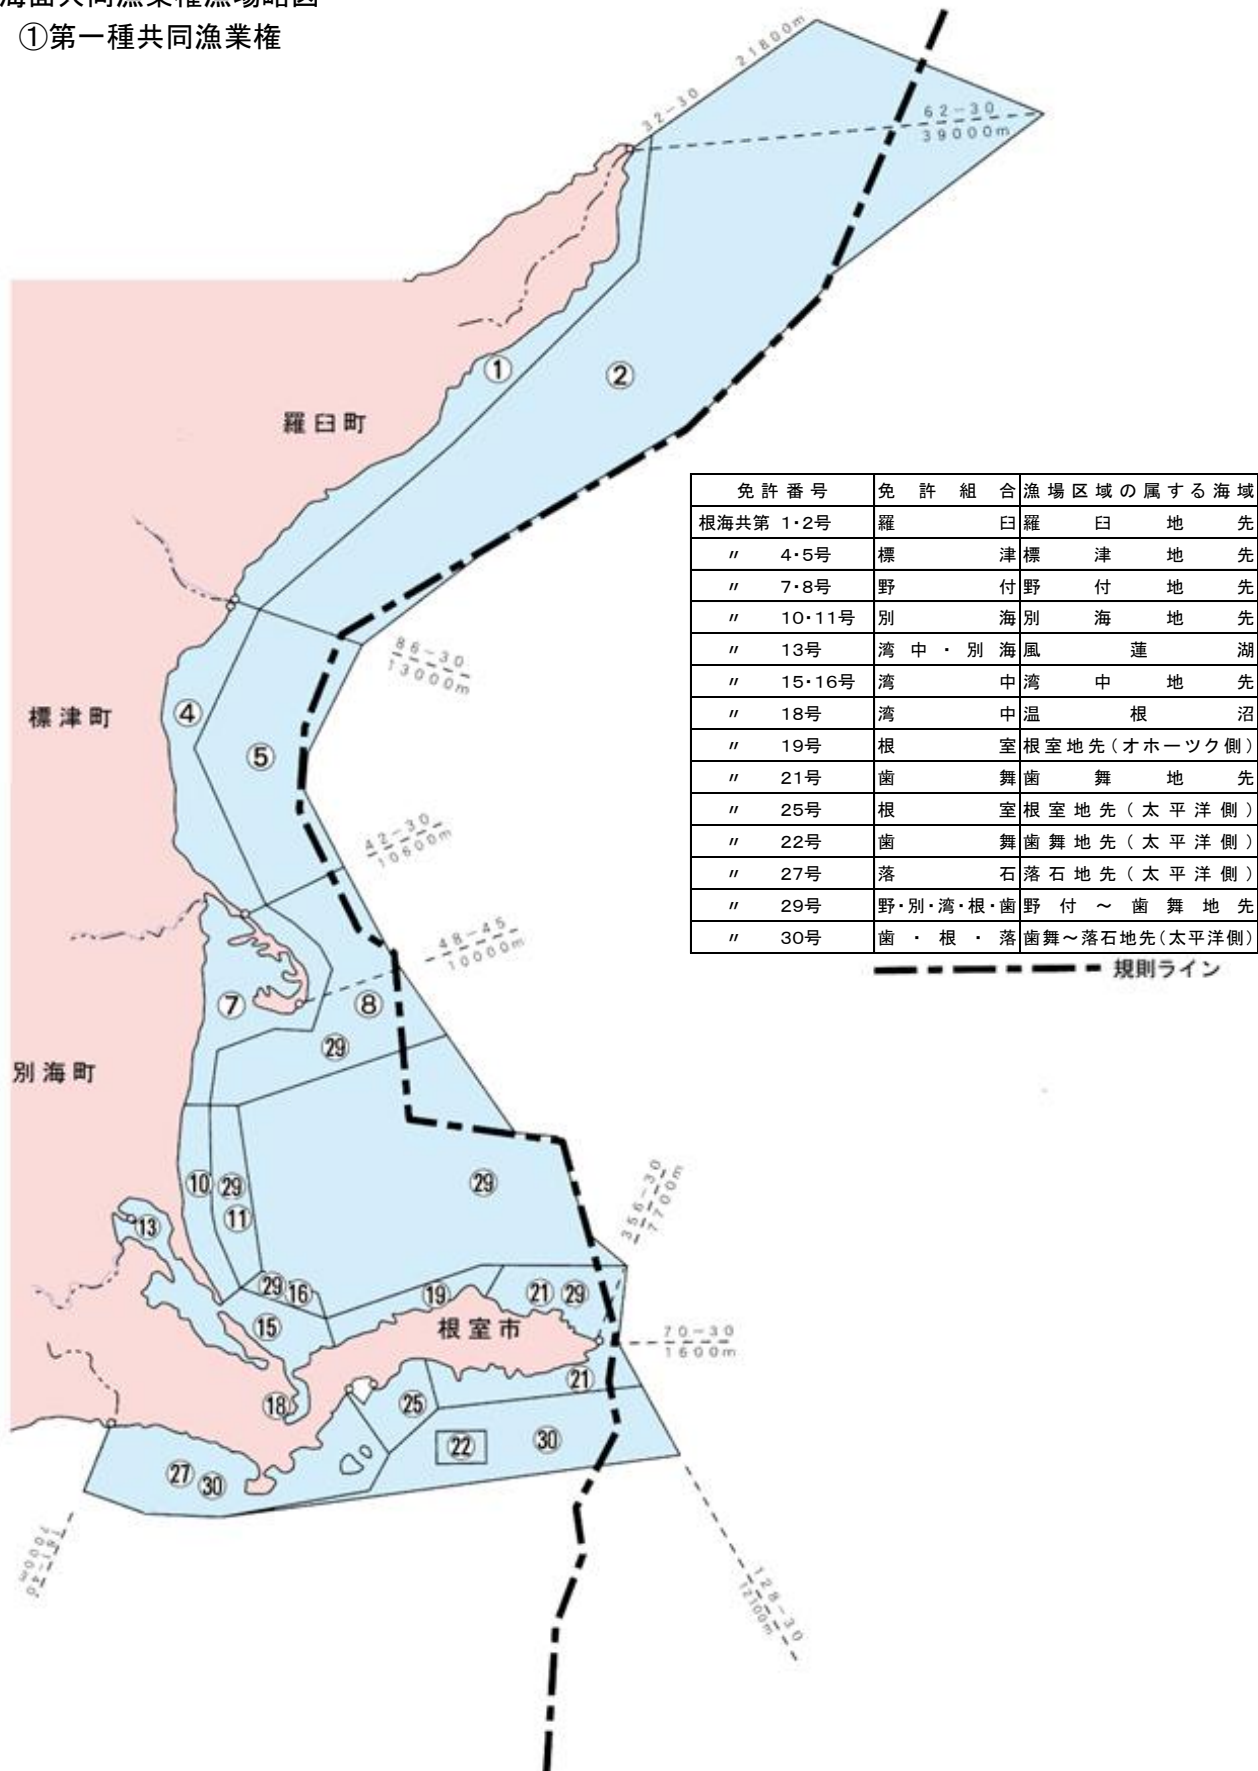 海面共同漁業権漁場略図
①第一種共同漁業権
21800m
32-30
62-30
39000m
①
②
羅臼町
免許番号 免許組合 漁場区域の属する海域
根海共第 1・2号 羅臼 羅臼地先
〃 4・5号 標津 標津地先
〃 7・8号 野付 野付地先
〃 10・11号 別海 別海地先
〃 13号 湾中・別海 風蓮湖
〃 15・16号 湾中 湾中地先
〃 18号 湾中 温根沼
〃 19号 根室 根室地先(オホーツク側)
〃 21号 歯舞 歯舞地先
〃 25号 根室 根室地先(太平洋側)
〃 22号 歯舞 歯舞地先(太平洋側)
〃 27号 落石 落石地先(太平洋側)
〃 29号 野・別・湾・根・歯 野付~歯舞地先
〃 30号 歯・根・落 歯舞~落石地先(太平洋側)
規則ライン
86-30
13000m
標津町
④
⑤
42-30
10600m
48-45
10000m
⑦
⑧
㉙
別海町
⑩
㉙
⑪
㉙
356-30
7700m
⑬
㉙
⑯
⑲
㉑
㉙
⑮
根室市
70-30
1600m
⑱
㉕
㉑
㉒
㉚
㉗
㉚
7000m
128-30
12100m